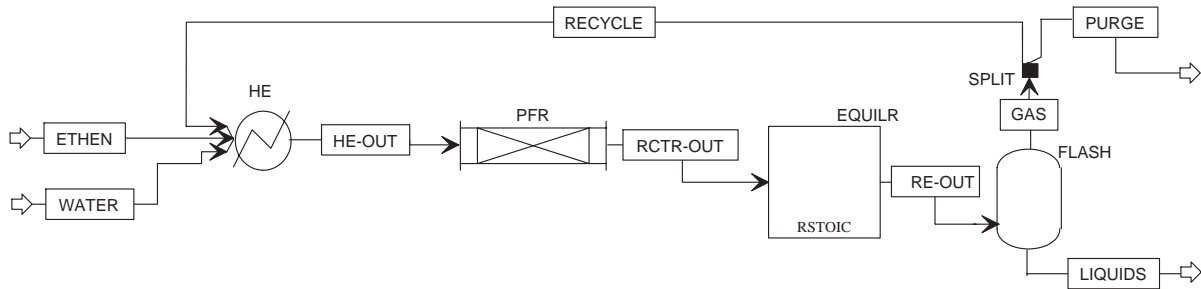 RECYCLE
PURGE
HE
SPLIT
PFR
EQUILR
GAS
ETHEN
HE-OUT
RCTR-OUT
FLASH
RE-OUT
WATER
RSTOIC
LIQUIDS